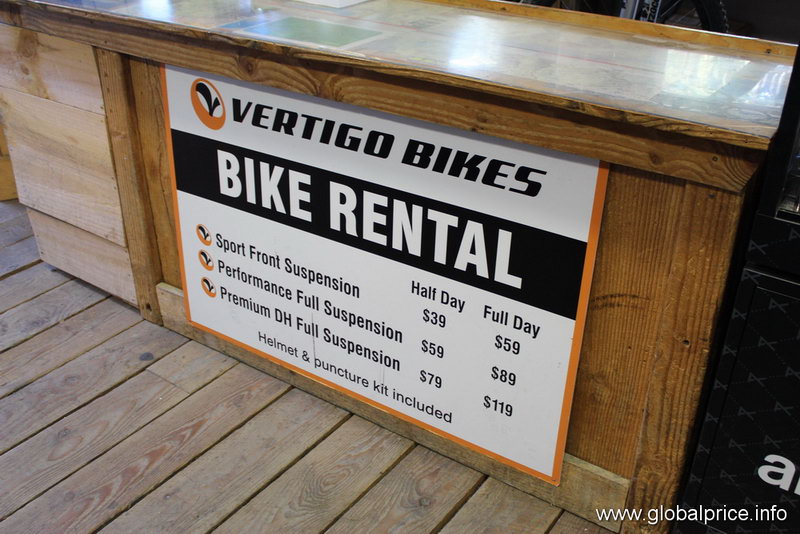 VERTIGO BIKES
BIKE RENTAL
Half Day Full Day
Sport Front Suspension $39 $59
Performance Full Suspension $59 $89
Premium DH Full Suspension $79 $119
Helmet & puncture kit included
www.globalprice.info